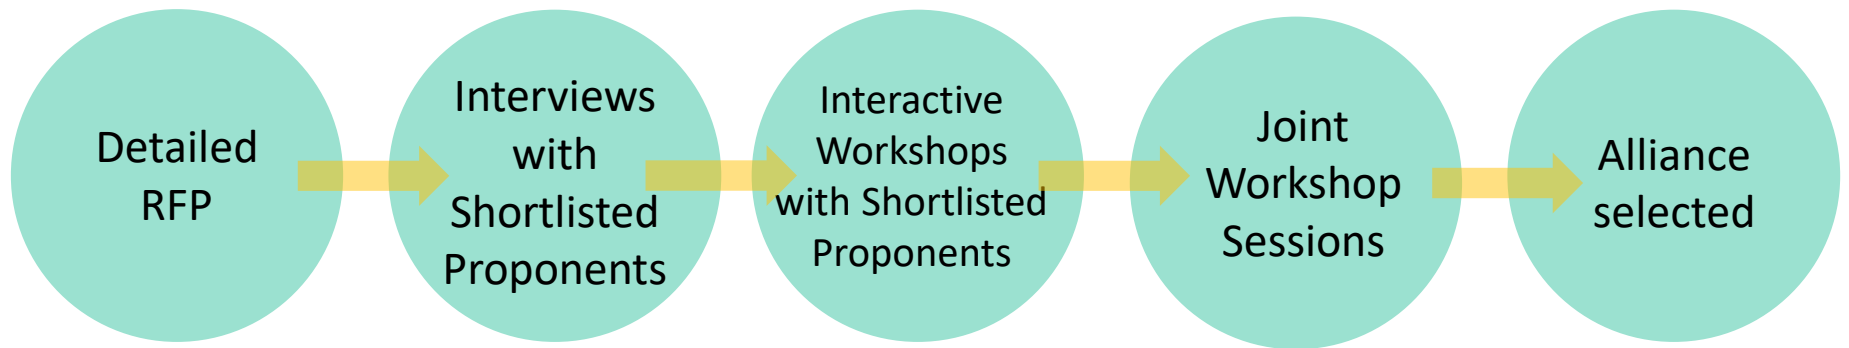 Detailed
RFP
Interviews
with
Shortlisted
Proponents
Interactive
Workshops
with Shortlisted
Proponents
Joint
Workshop
Sessions
Alliance
selected